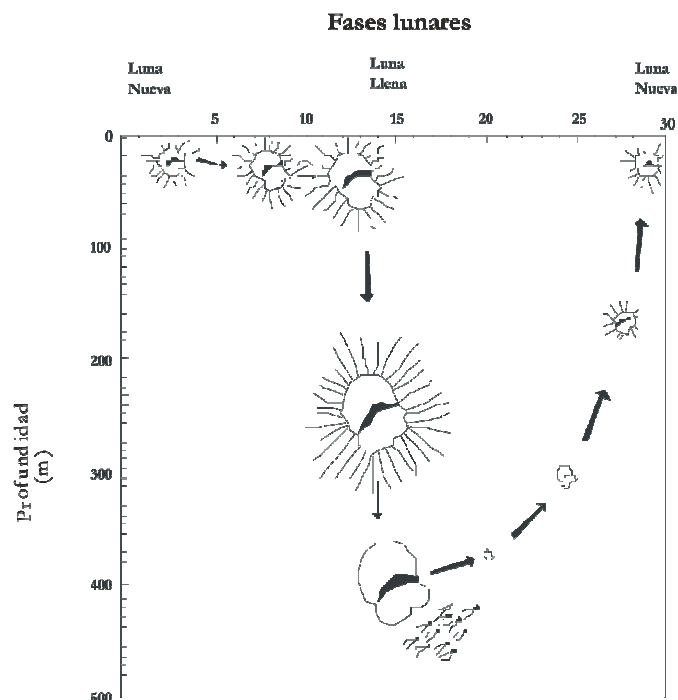 Fases lunares
Luna
Nueva
Luna
Llena
Luna
Nueva
5
10
15
20
25
30
0
100
200
300
400
500
Profundidad
(m)